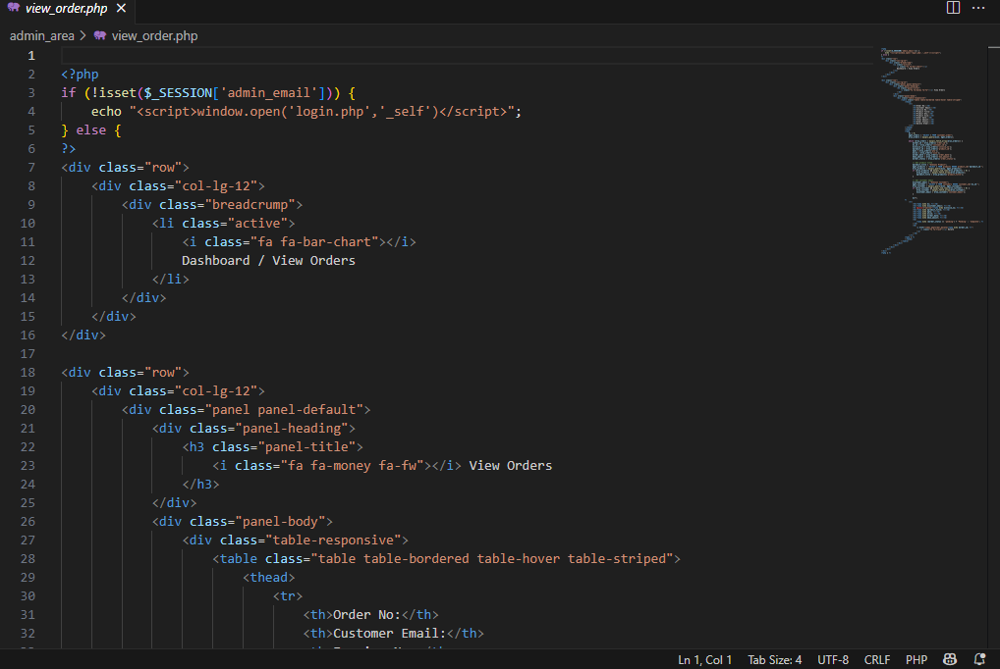 view_order.php
admin_area > view_order.php
1
2 <?php
3 if (!isset($_SESSION['admin_email'])) {
4     echo "<script>window.open('login.php','_self')</script>";
5 } else {
6 ?>
7 <div class="row">
8     <div class="col-lg-12">
9         <div class="breadcrump">
10             <li class="active">
11                 <i class="fa fa-bar-chart"></i>
12                 Dashboard / View Orders
13             </li>
14         </div>
15     </div>
16 </div>
17
18 <div class="row">
19     <div class="col-lg-12">
20         <div class="panel panel-default">
21             <div class="panel-heading">
22                 <h3 class="panel-title">
23                     <i class="fa fa-money fa-fw"></i> View Orders
24                 </h3>
25             </div>
26             <div class="panel-body">
27                 <div class="table-responsive">
28                     <table class="table table-bordered table-hover table-striped">
29                         <thead>
30                             <tr>
31                                 <th>Order No:</th>
32                                 <th>Customer Email:</th>
Ln 1, Col 1 Tab Size: 4 UTF-8 CRLF PHP